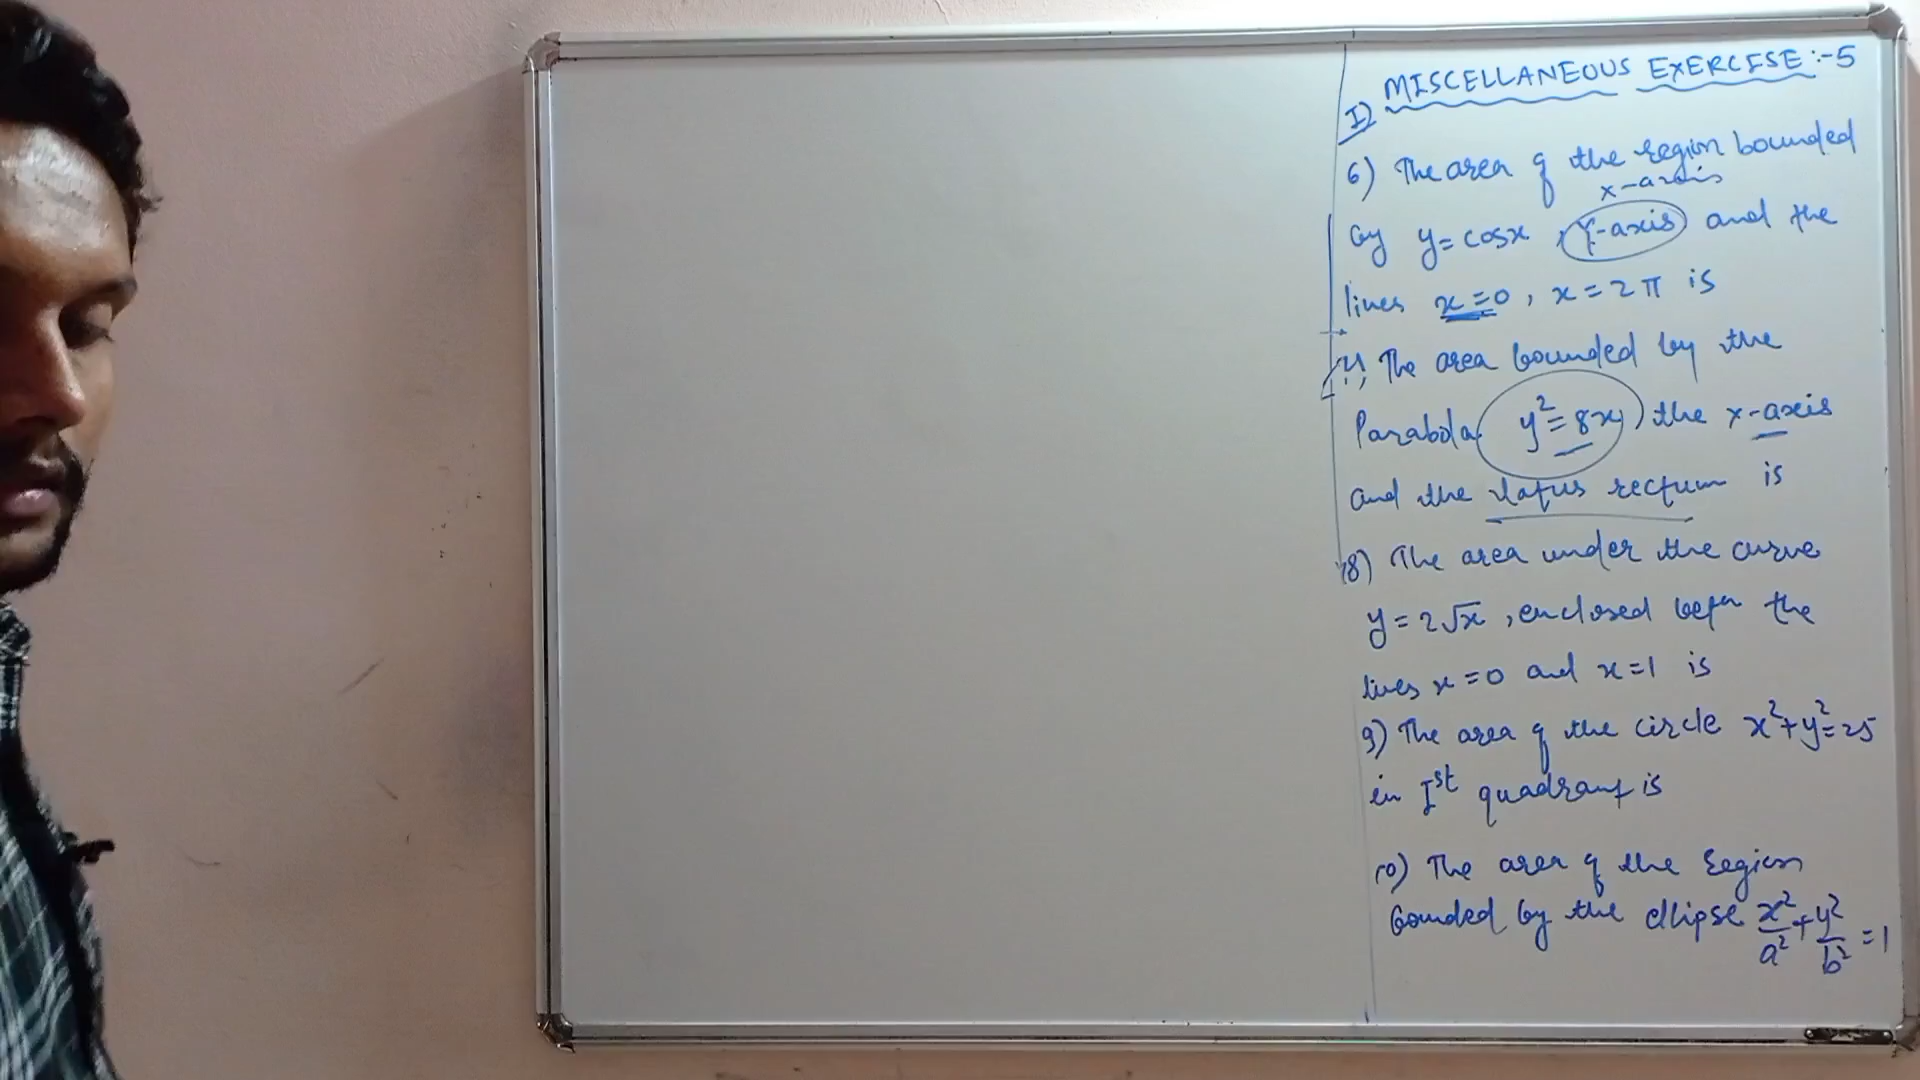 MISCELLANEOUS EXERCISE :-5
I)
6) The area of the region bounded
x-axis
by y = cosx , Y-axis and the
lines x=0, x = 2π is
The area bounded by the
Parabola y² = 8x, the x-axis
and the latus rectum is
8) The area under the curve
y = 2√x , enclosed betn the
lines x = 0 and x = 1 is
9) The area of the circle x²+y²=25
in Iˢᵗ quadrant is
10) The area of the region
bounded by the ellipse x²/a² + y²/b² = 1